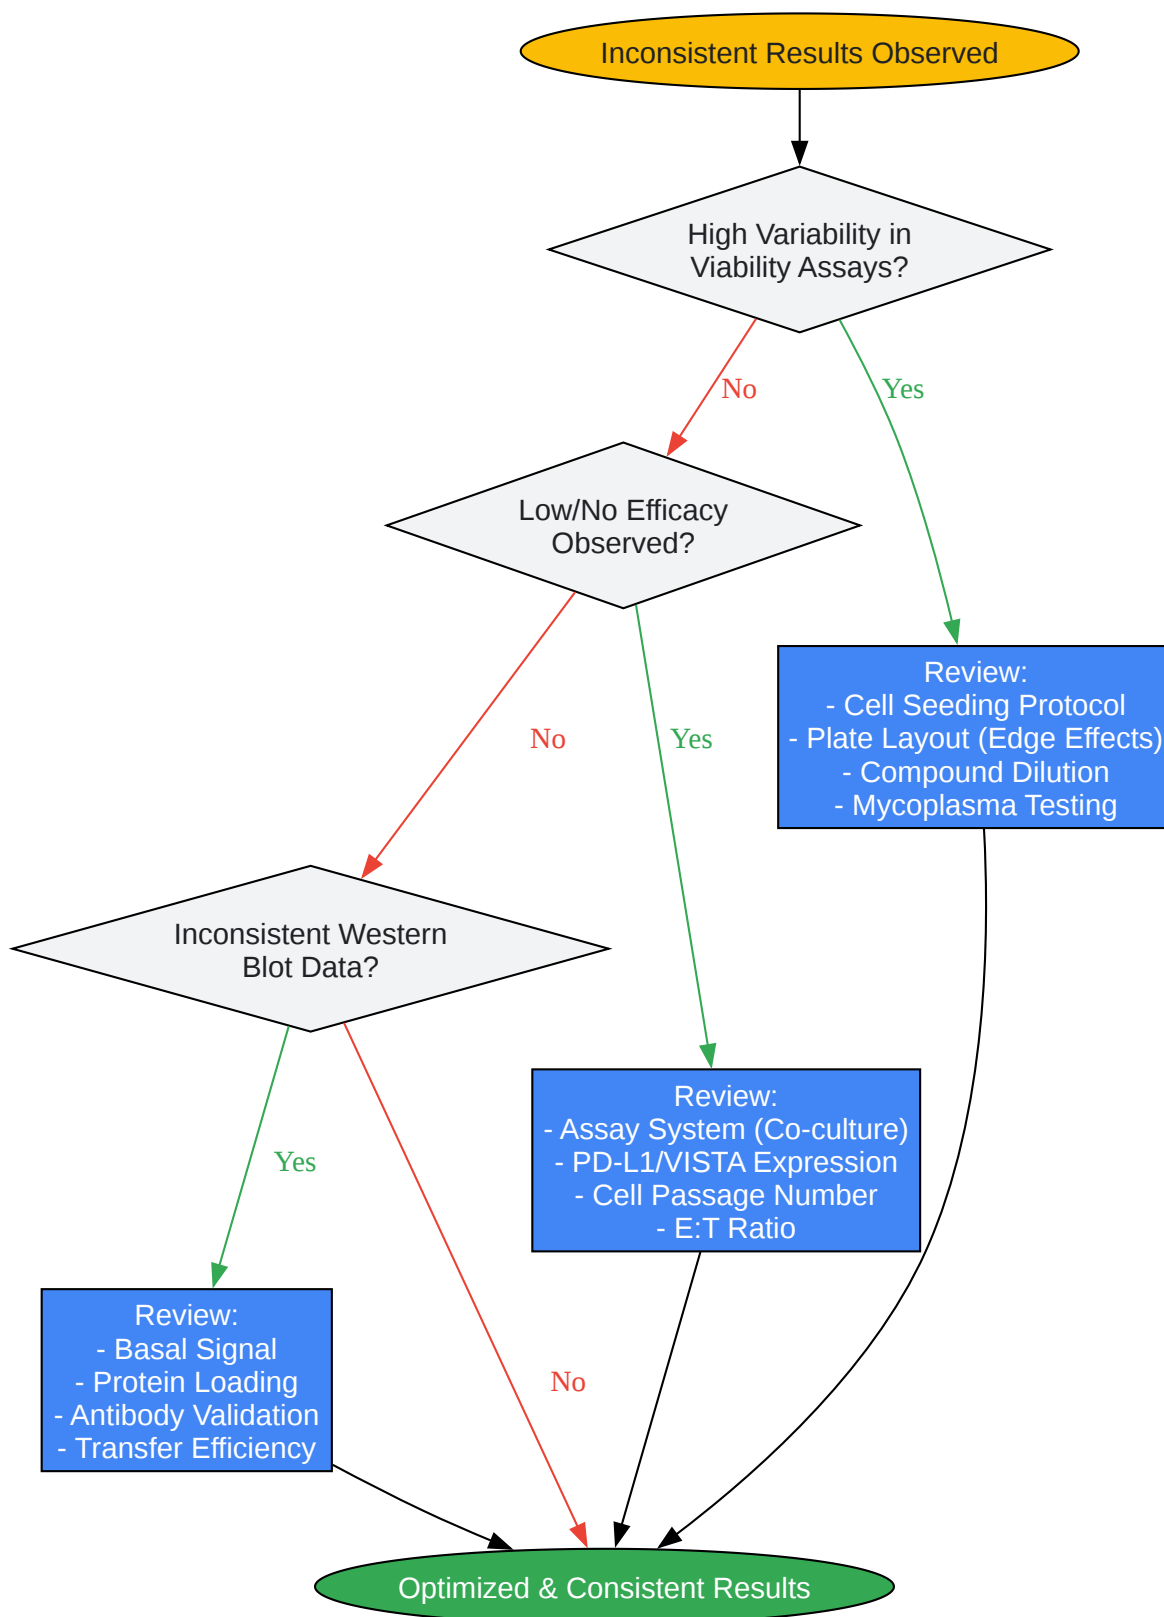 Inconsistent Results Observed
High Variability in
Viability Assays?
No
Yes
Low/No Efficacy
Observed?
Review:
- Cell Seeding Protocol
- Plate Layout (Edge Effects)
- Compound Dilution
- Mycoplasma Testing
No
Yes
Inconsistent Western
Blot Data?
Review:
- Assay System (Co-culture)
- PD-L1/VISTA Expression
- Cell Passage Number
- E:T Ratio
Yes
No
Review:
- Basal Signal
- Protein Loading
- Antibody Validation
- Transfer Efficiency
Optimized & Consistent Results